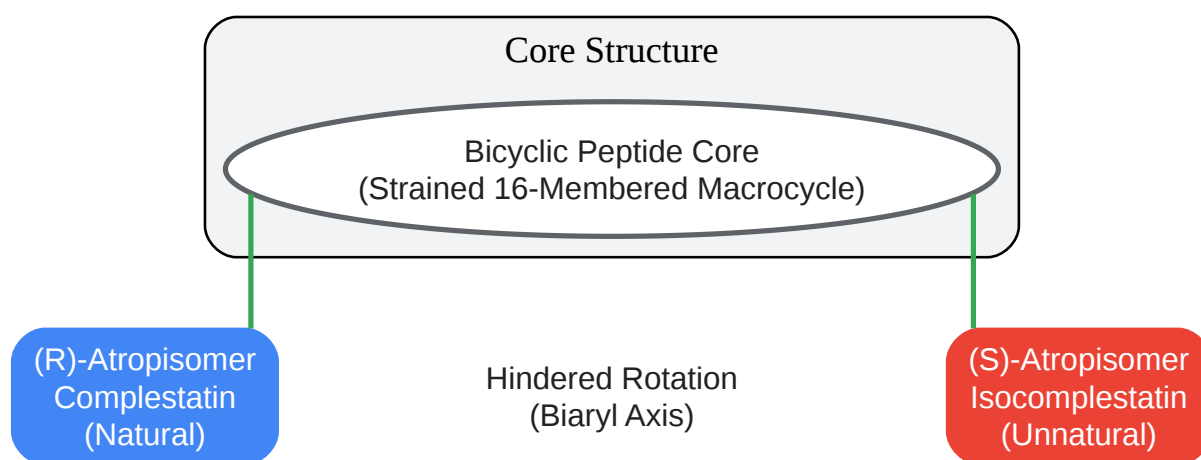 Core Structure
Bicyclic Peptide Core
(Strained 16-Membered Macrocycle)
(R)-Atropisomer
Complestatin
(Natural)
Hindered Rotation
(Biaryl Axis)
(S)-Atropisomer
Isocomplestatin
(Unnatural)